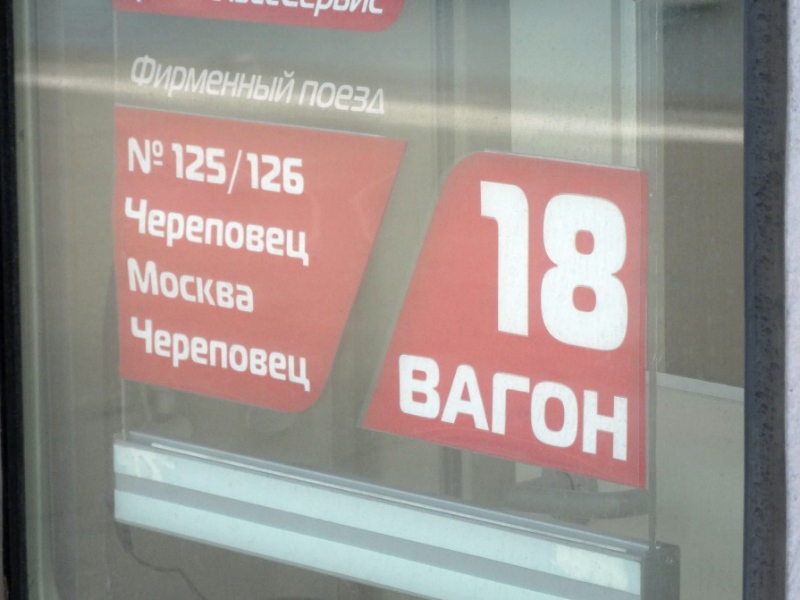 Фирменный поезд
№ 125/126
Череповец
Москва
Череповец
18
ВАГОН